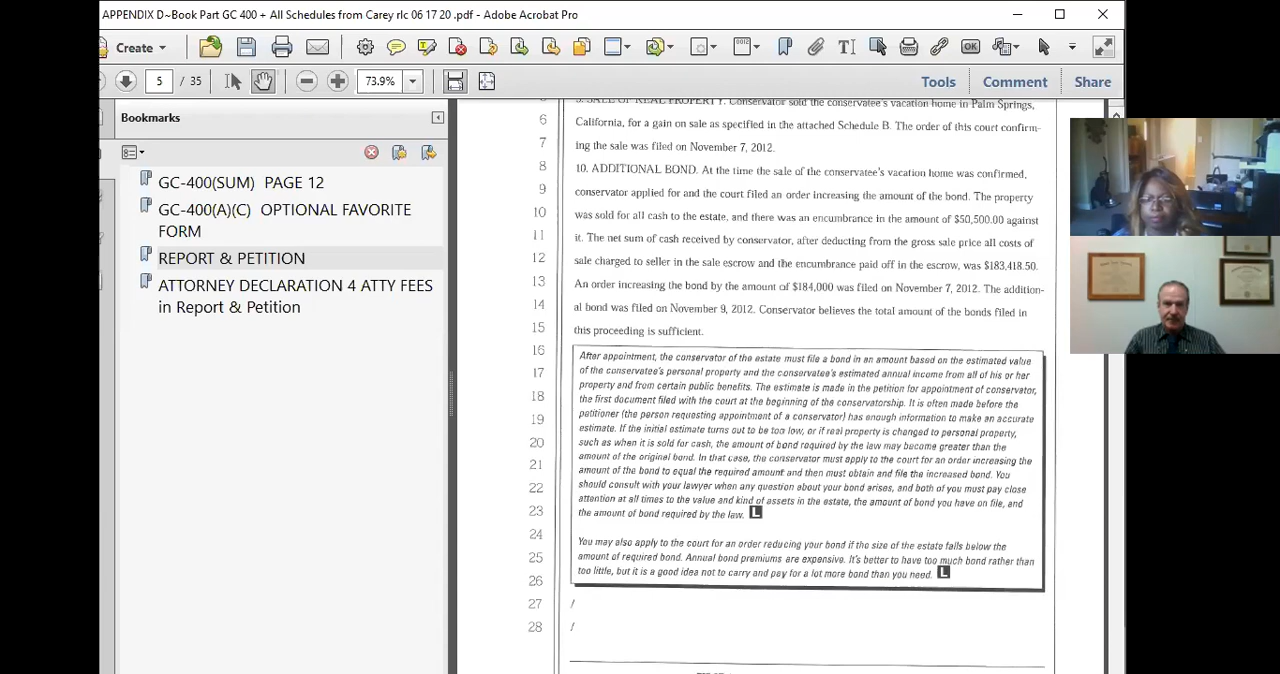 APPENDIX D~Book Part GC 400 + All Schedules from Carey rlc 06 17 20 .pdf - Adobe Acrobat Pro
Create
5 / 35
73.9%
Tools Comment Share
Bookmarks
GC-400(SUM) PAGE 12
GC-400(A)(C) OPTIONAL FAVORITE
FORM
REPORT & PETITION
ATTORNEY DECLARATION 4 ATTY FEES
in Report & Petition
SALE OF REAL PROPERTY. Conservator sold the conservatee's vacation home in Palm Springs,
6 California, for a gain on sale as specified in the attached Schedule B. The order of this court confirm-
7 ing the sale was filed on November 7, 2012.
8 10. ADDITIONAL BOND. At the time the sale of the conservatee's vacation home was confirmed,
9 conservator applied for and the court filed an order increasing the amount of the bond. The property
10 was sold for all cash to the estate, and there was an encumbrance in the amount of $50,500.00 against
11 it. The net sum of cash received by conservator, after deducting from the gross sale price all costs of
12 sale charged to seller in the sale escrow and the encumbrance paid off in the escrow, was $183,418.50.
13 An order increasing the bond by the amount of $184,000 was filed on November 7, 2012. The addition-
14 al bond was filed on November 9, 2012. Conservator believes the total amount of the bonds filed in
15 this proceeding is sufficient.
16 After appointment, the conservator of the estate must file a bond in an amount based on the estimated value
17 of the conservatee's personal property and the conservatee's estimated annual income from all of his or her
property and from certain public benefits. The estimate is made in the petition for appointment of conservator,
18 the first document filed with the court at the beginning of the conservatorship. It is often made before the
19 petitioner (the person requesting appointment of a conservator) has enough information to make an accurate
estimate. If the initial estimate turns out to be too low, or if real property is changed to personal property,
20 such as when it is sold for cash, the amount of bond required by the law may become greater than the
21 amount of the original bond. In that case, the conservator must apply to the court for an order increasing the
amount of the bond to equal the required amount and then must obtain and file the increased bond. You
22 should consult with your lawyer when any question about your bond arises, and both of you must pay close
attention at all times to the value and kind of assets in the estate, the amount of bond you have on file, and
23 the amount of bond required by the law. L
24 You may also apply to the court for an order reducing your bond if the size of the estate falls below the
25 amount of required bond. Annual bond premiums are expensive. It's better to have too much bond rather than
26 too little, but it is a good idea not to carry and pay for a lot more bond than you need. L
27 /
28 /